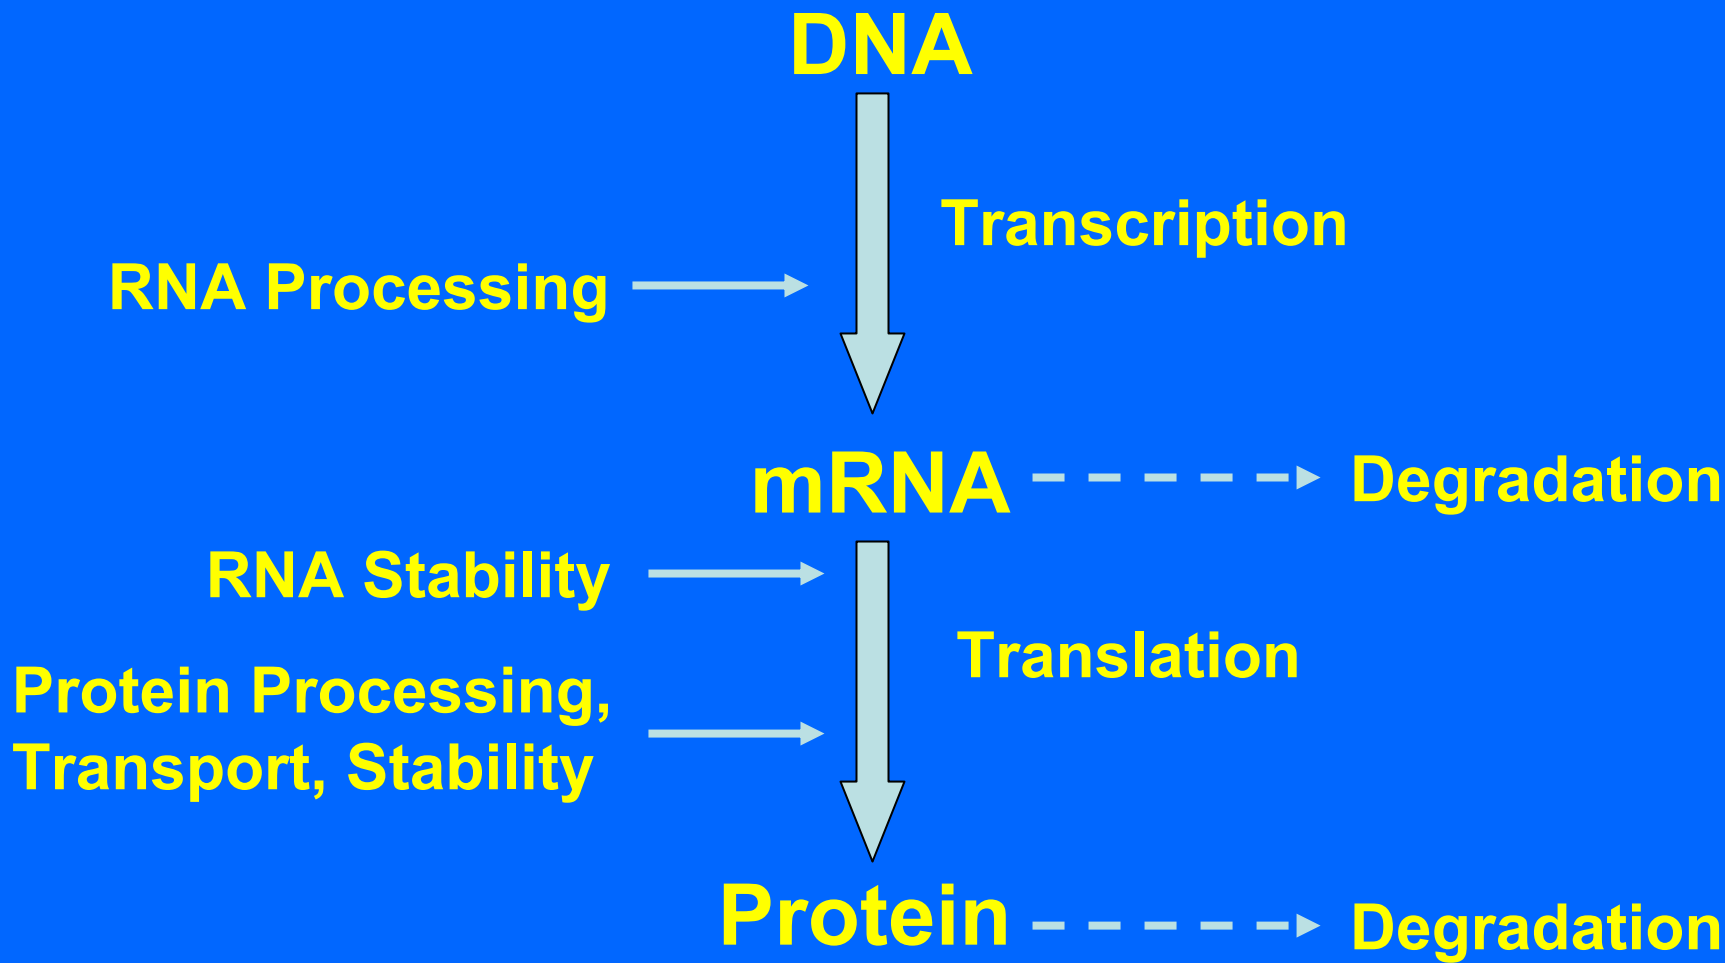 DNA
Transcription
RNA Processing
mRNA
Degradation
RNA Stability
Translation
Protein Processing,
Transport, Stability
Protein
Degradation